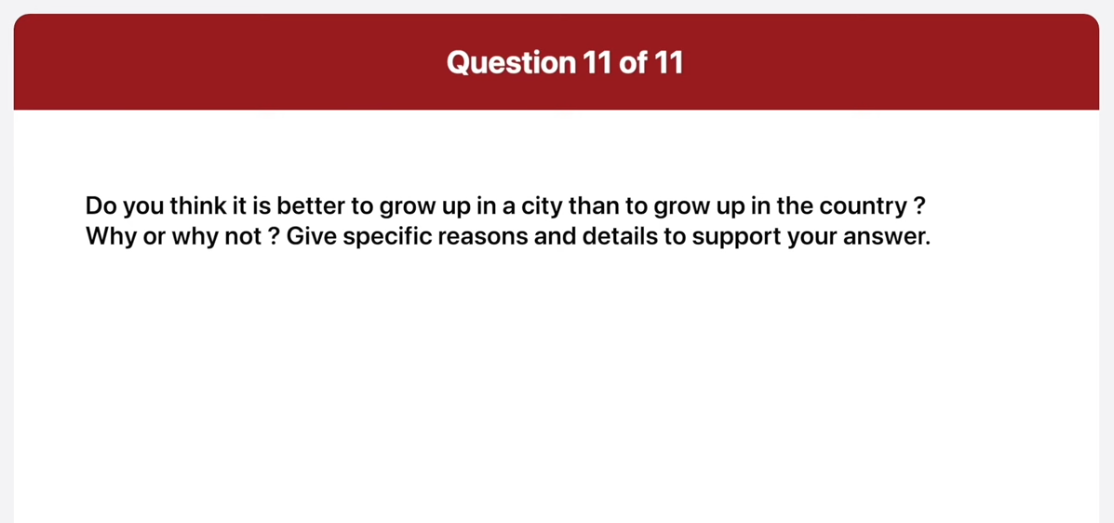 Question 11 of 11
Do you think it is better to grow up in a city than to grow up in the country ?
Why or why not ? Give specific reasons and details to support your answer.